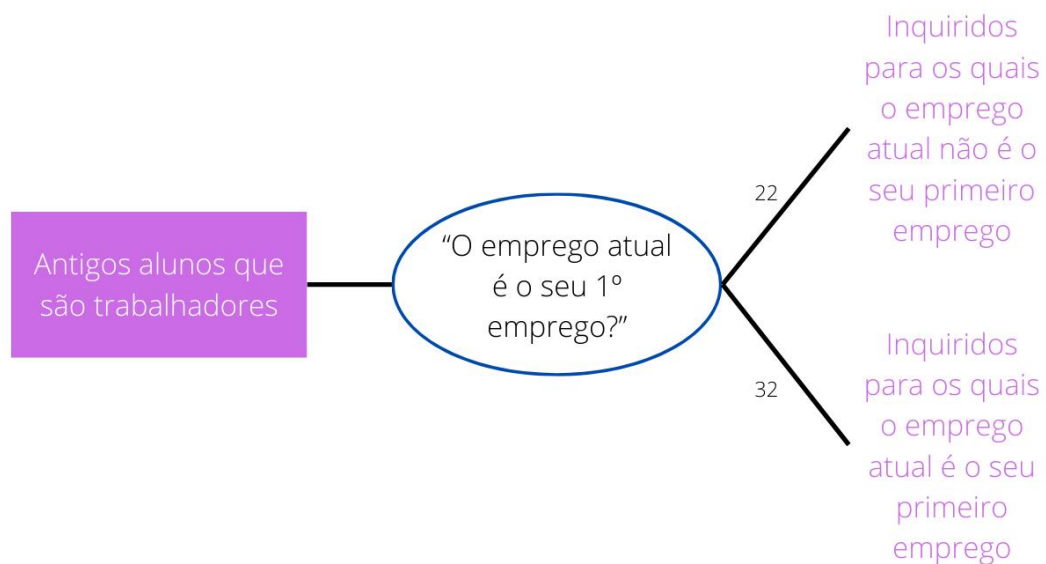 Antigos alunos que
são trabalhadores
“O emprego atual
é o seu 1º
emprego?”
22
Inquiridos
para os quais
o emprego
atual não é o
seu primeiro
emprego
32
Inquiridos
para os quais
o emprego
atual é o seu
primeiro
emprego